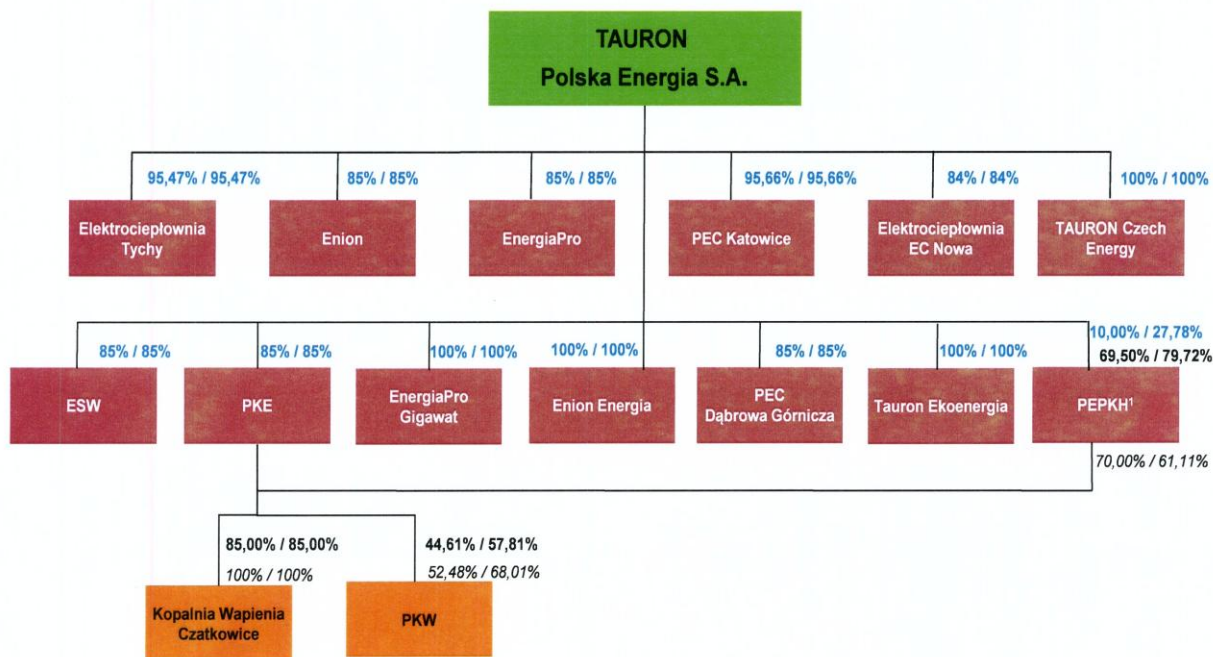 TAURON
Polska Energia S.A.
95,47% / 95,47%
85% / 85%
85% / 85%
95,66% / 95,66%
84% / 84%
100% / 100%
Elektrociepłownia
Tychy
Enion
EnergiaPro
PEC Katowice
Elektrociepłownia
EC Nowa
TAURON Czech
Energy
85% / 85%
85% / 85%
100% / 100%
100% / 100%
85% / 85%
100% / 100%
10,00% / 27,78%
69,50% / 79,72%
ESW
PKE
EnergiaPro
Gigawat
Enion Energia
PEC
Dąbrowa Górnicza
Tauron Ekoenergia
PEPKH¹
70,00% / 61,11%
85,00% / 85,00%
100% / 100%
44,61% / 57,81%
52,48% / 68,01%
Kopalnia Wapienia
Czatkowice
PKW